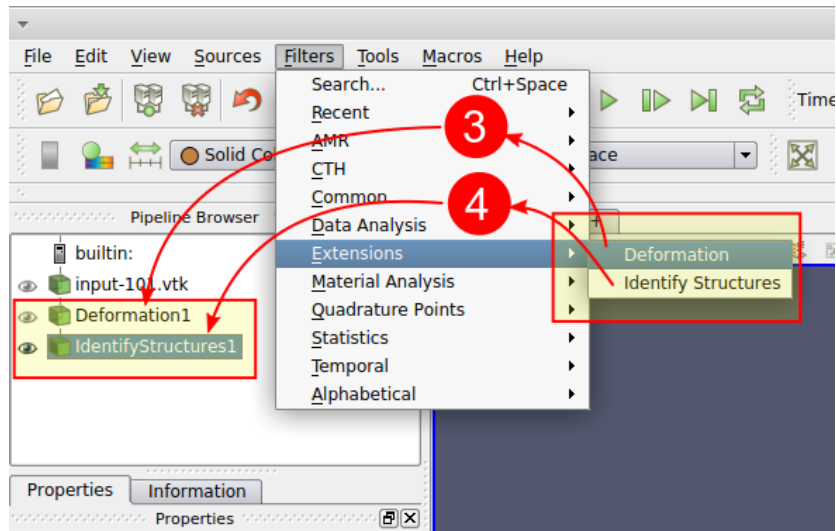 File Edit View Sources Filters Tools Macros Help
Search... Ctrl+Space
Recent
AMR
CTH
Common
Data Analysis
Extensions
Material Analysis
Quadrature Points
Statistics
Temporal
Alphabetical
Deformation
Identify Structures
3
4
Time
Solid Co
ace
Pipeline Browser
+
builtin:
input-101.vtk
Deformation1
IdentifyStructures1
Properties Information
Properties